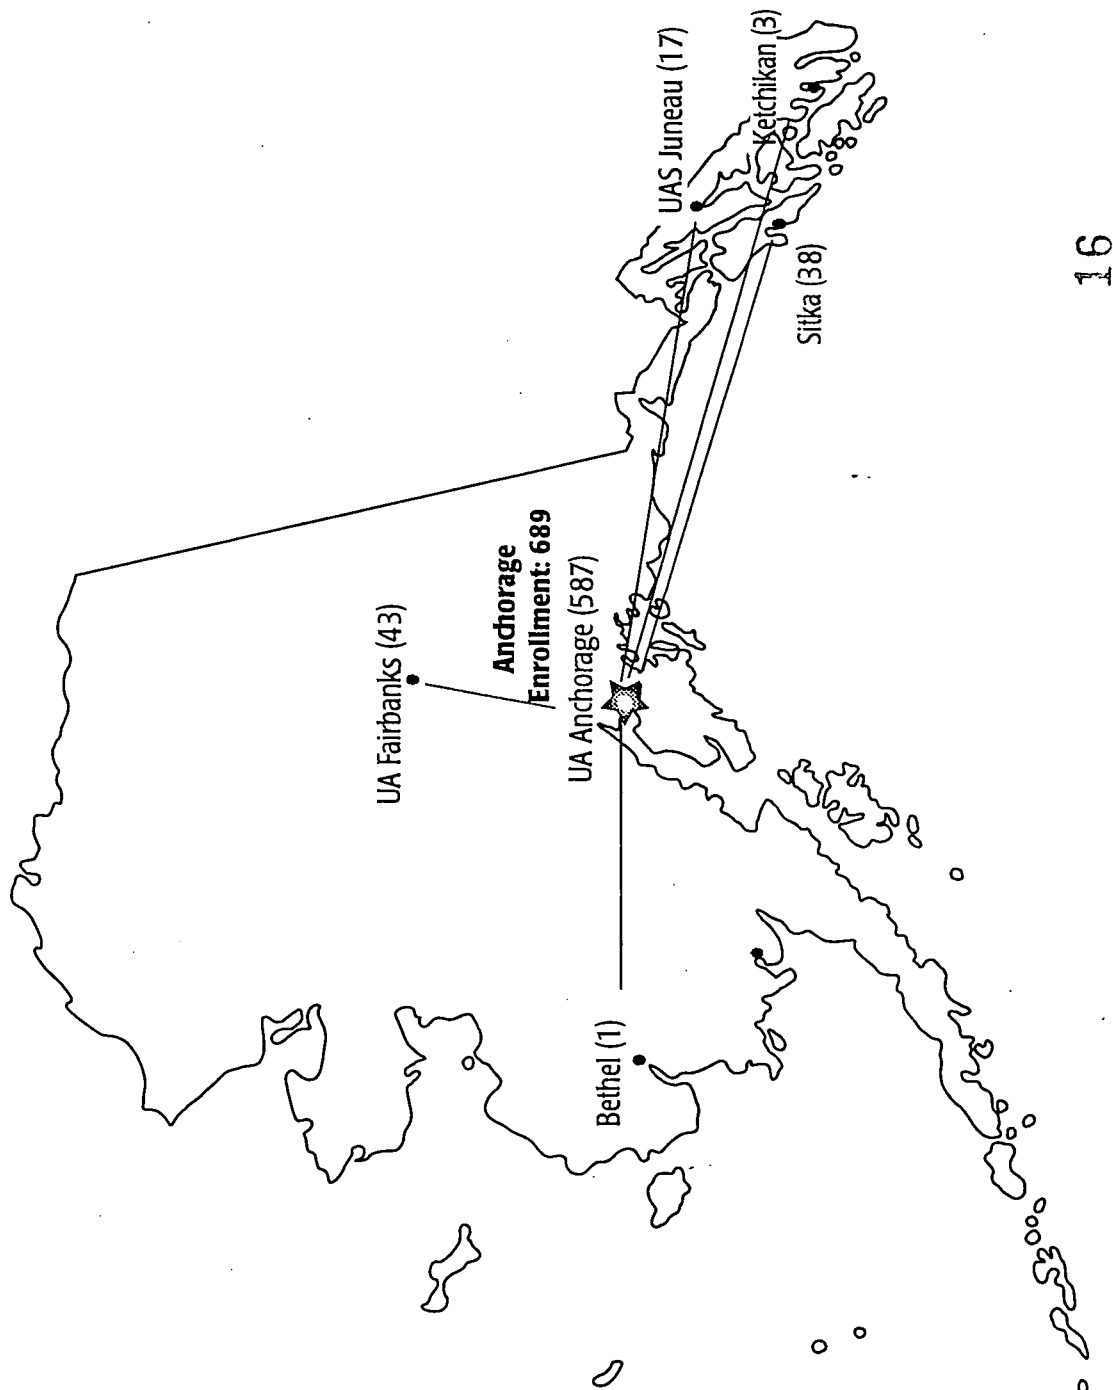 UA Fairbanks (43)
Anchorage
Enrollment: 689
UA Anchorage (587)
Bethel (1)
UAS Juneau (17)
Ketchikan (3)
Sitka (38)
16